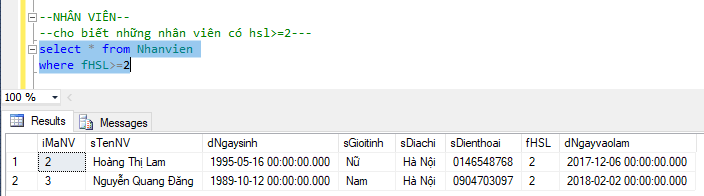 --NHÂN VIÊN--
--cho biết những nhân viên có hsl>=2---
select * from Nhanvien
where fHSL>=2
100 %
Results Messages
iMaNV sTenNV dNgaysinh sGioitinh sDiachi sDienthoai fHSL dNgayvaolam
1 2 Hoàng Thị Lam 1995-05-16 00:00:00.000 Nữ Hà Nội 0146548768 2 2017-12-06 00:00:00.000
2 3 Nguyễn Quang Đăng 1989-10-12 00:00:00.000 Nam Hà Nội 0904703097 2 2018-02-02 00:00:00.000